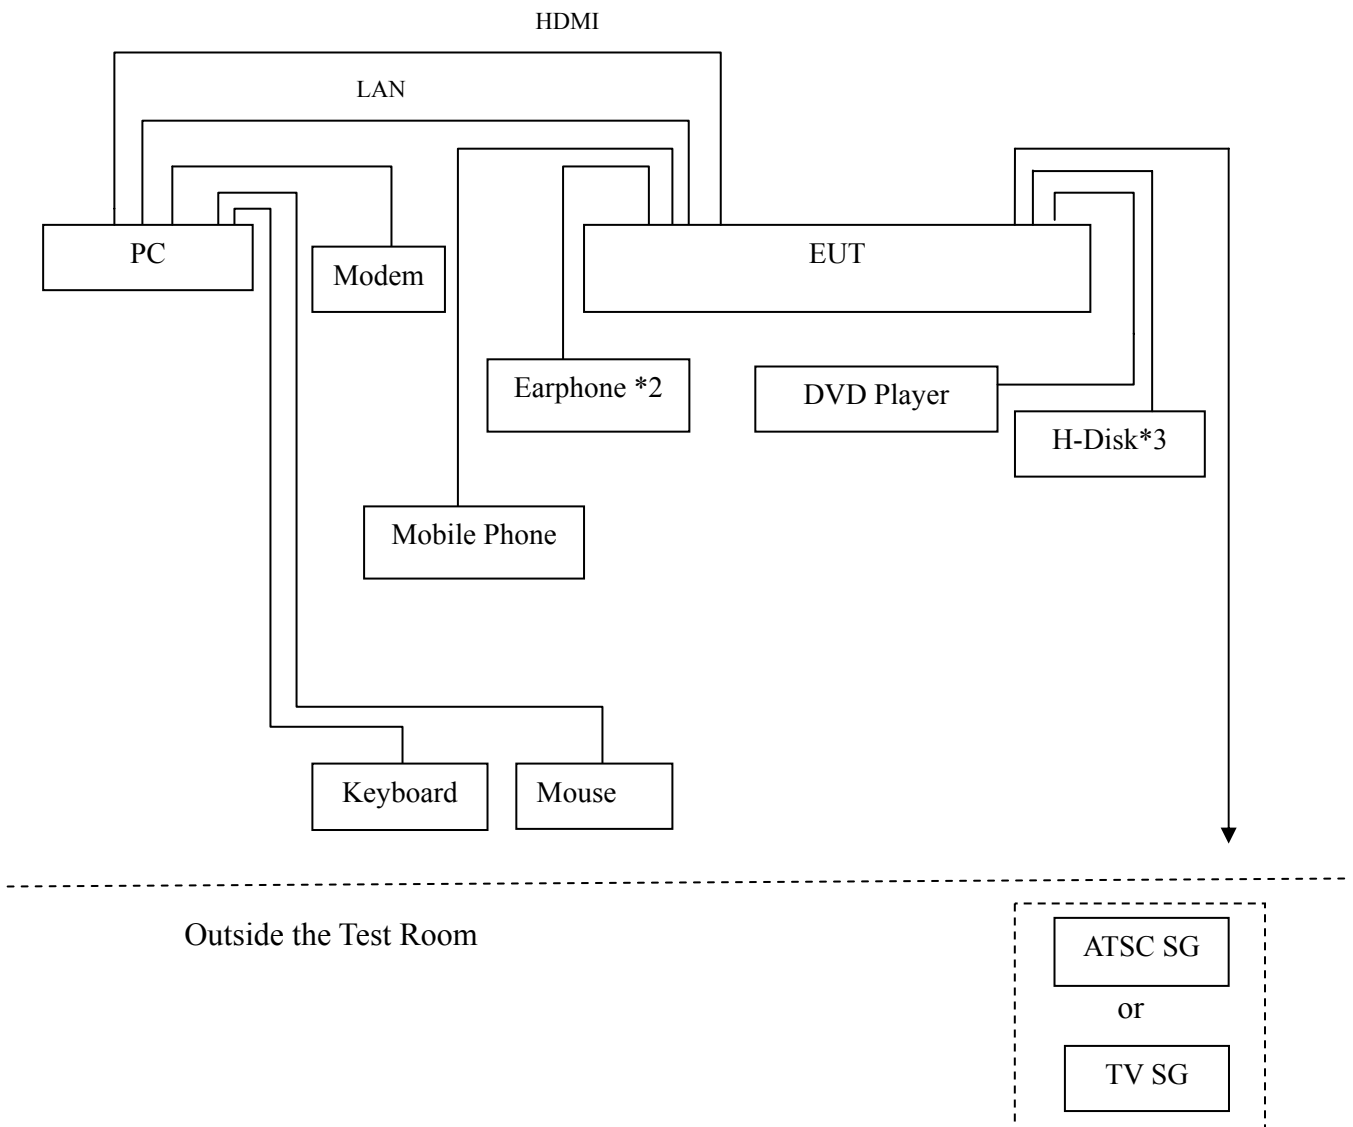 HDMI
LAN
PC
EUT
Modem
Earphone *2
DVD Player
H-Disk*3
Mobile Phone
Keyboard
Mouse
Outside the Test Room
ATSC SG
or
TV SG